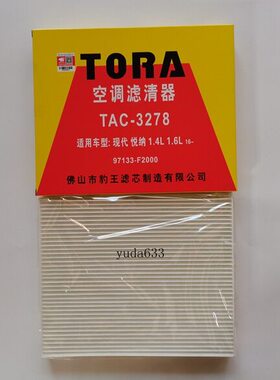 TORA
空调滤清器
TAC-3278
适用车型: 现代 悦纳 1.4L 1.6L 16-
97133-F2000
佛山市豹王滤芯制造有限公司
yuda633